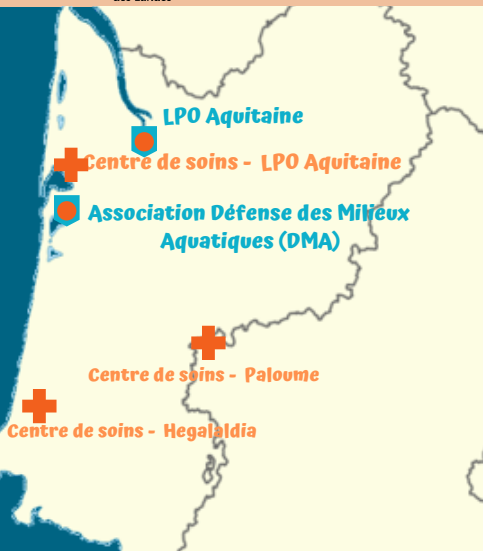 LPO Aquitaine
Centre de soins - LPO Aquitaine
Association Défense des Milieux
Aquatiques (DMA)
Centre de soins - Paloume
Centre de soins - Hegalaldia